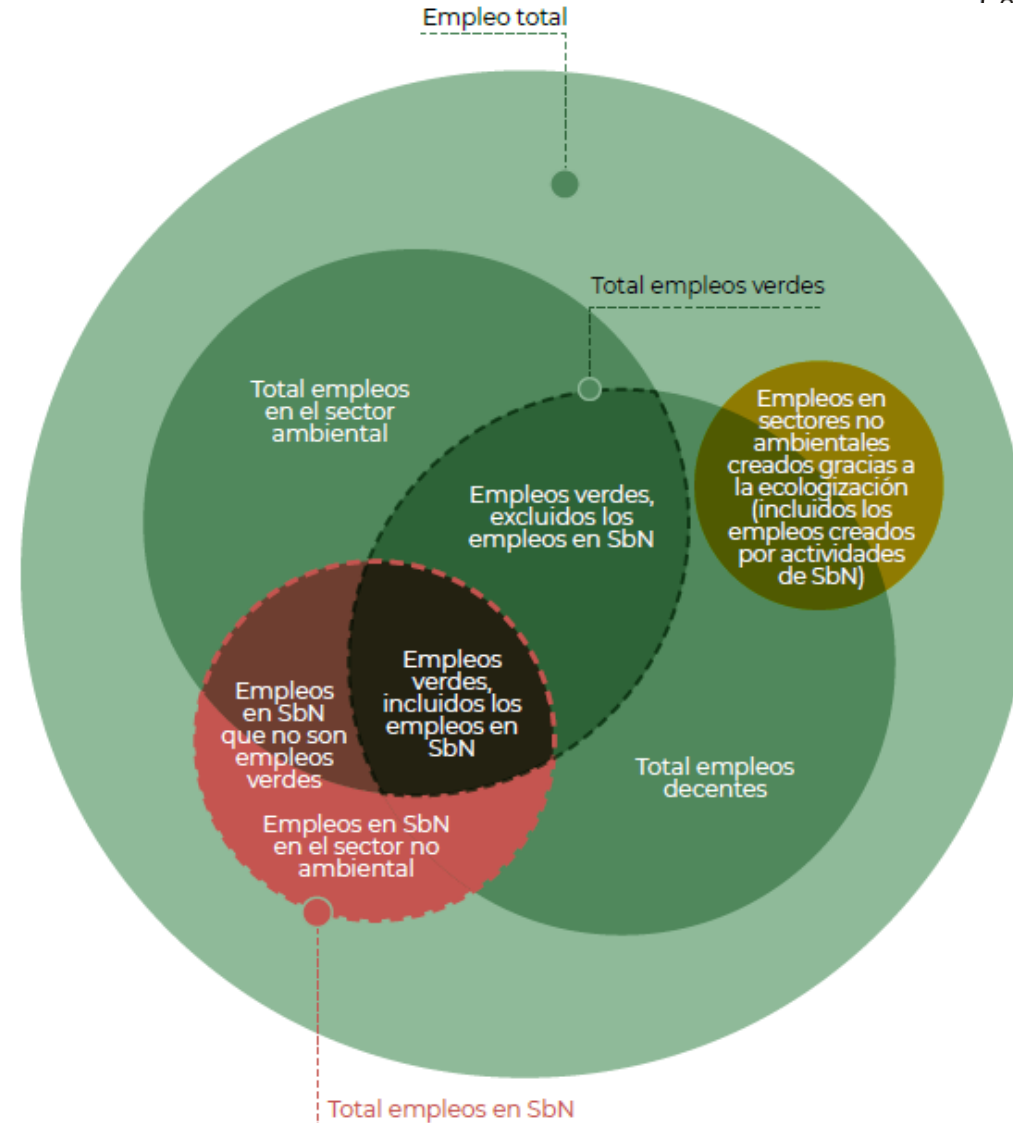 Empleo total
Total empleos verdes
Total empleos
en el sector
ambiental
Empleos en
sectores no
ambientales
creados gracias a
la ecologización
(incluidos los
empleos creados
por actividades
de SbN)
Empleos verdes,
excluidos los
empleos en SbN
Empleos
verdes,
incluidos los
empleos en
SbN
Empleos
en SbN
que no son
empleos
verdes
Total empleos
decentes
Empleos en SbN
en el sector no
ambiental
Total empleos en SbN